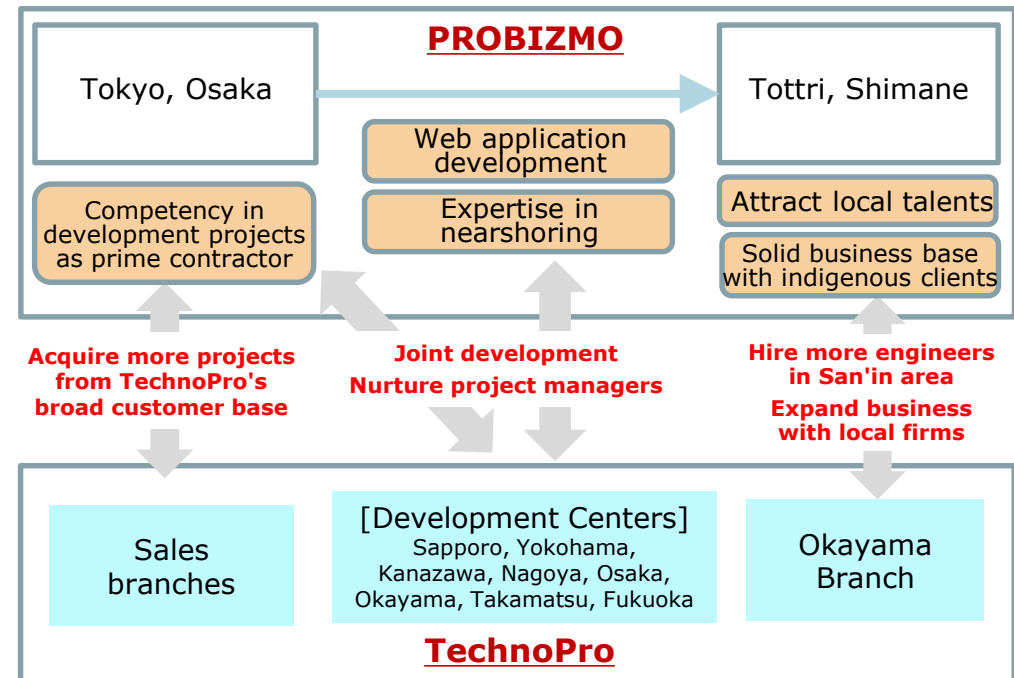 PROBIZMO
Tokyo, Osaka
Tottri, Shimane
Web application
development
Expertise in
nearshoring
Competency in
development projects
as prime contractor
Attract local talents
Solid business base
with indigenous clients
Acquire more projects
from TechnoPro's
broad customer base
Joint development
Nurture project managers
Hire more engineers
in San'in area
Expand business
with local firms
Sales
branches
[Development Centers]
Sapporo, Yokohama,
Kanazawa, Nagoya, Osaka,
Okayama, Takamatsu, Fukuoka
Okayama
Branch
TechnoPro